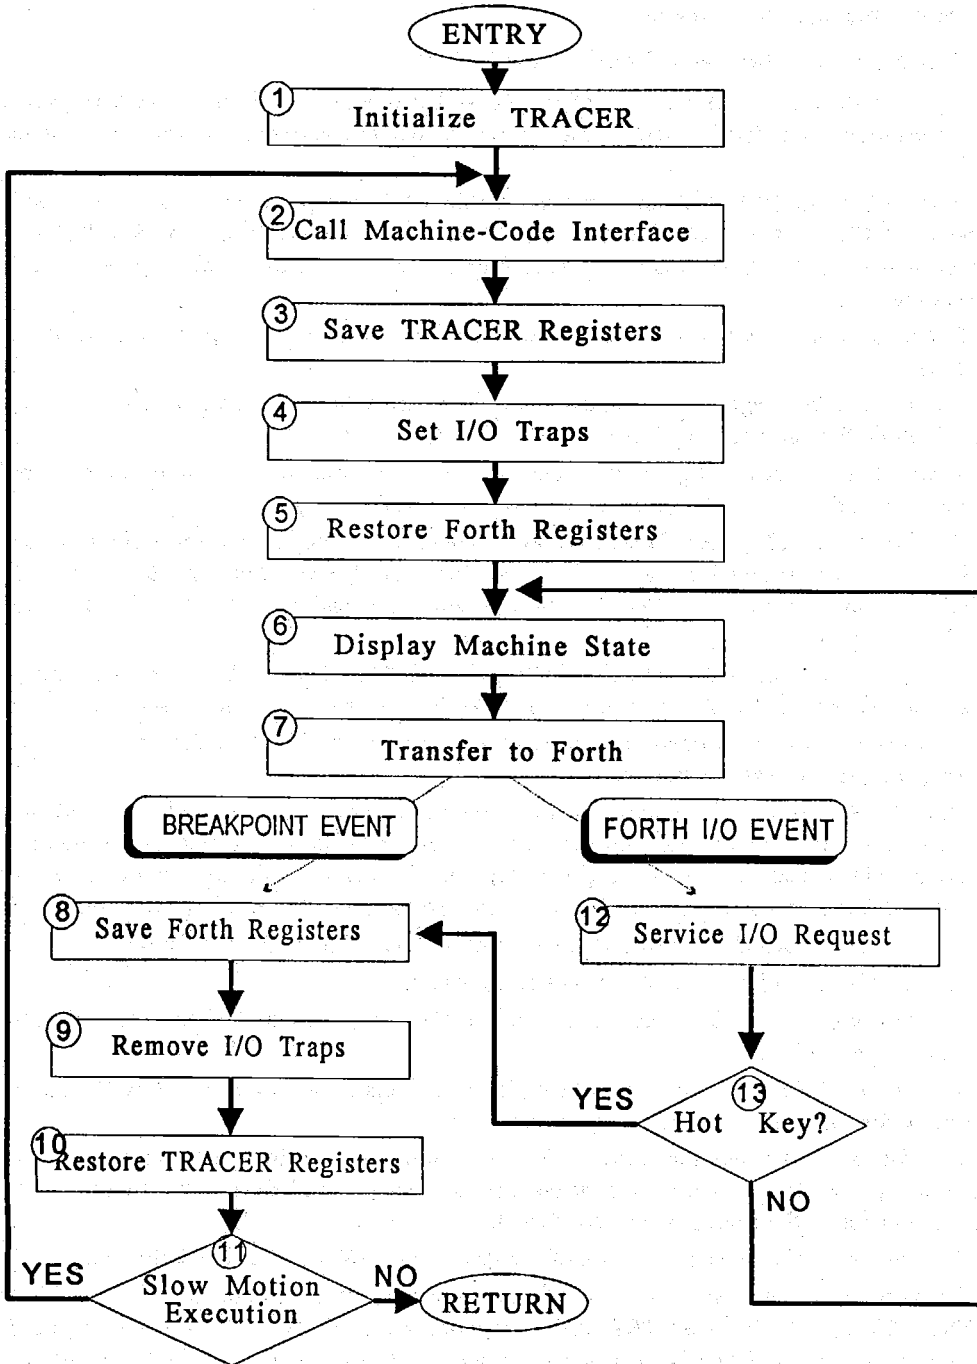 ENTRY
1
Initialize TRACER
2
Call Machine-Code Interface
3
Save TRACER Registers
4
Set I/O Traps
5
Restore Forth Registers
6
Display Machine State
7
Transfer to Forth
BREAKPOINT EVENT
FORTH I/O EVENT
8
Save Forth Registers
12
Service I/O Request
9
Remove I/O Traps
13
Hot Key?
YES
NO
10
Restore TRACER Registers
11
Slow Motion
Execution
YES
NO
RETURN